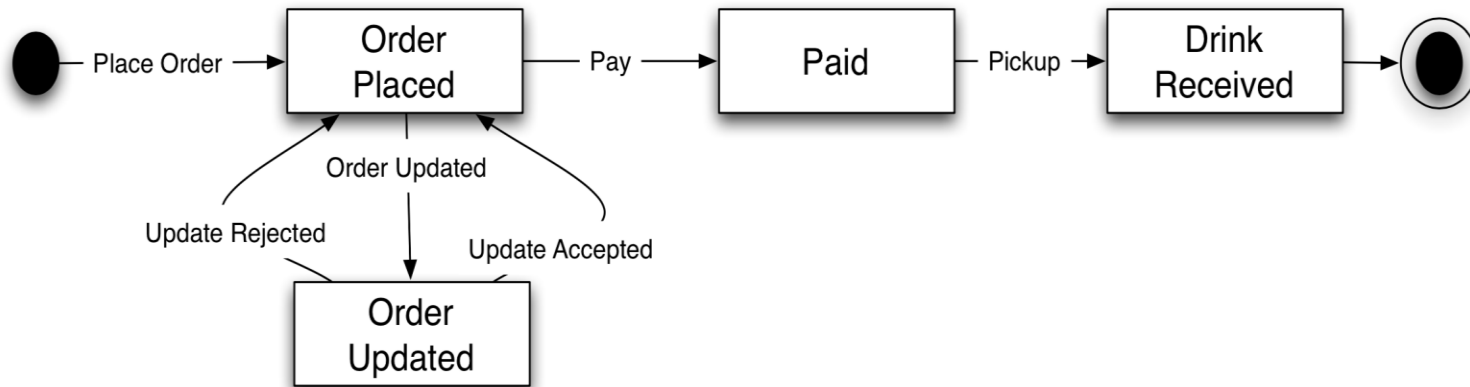 Place Order
Order
Placed
Pay
Paid
Pickup
Drink
Received
Order Updated
Update Rejected
Update Accepted
Order
Updated